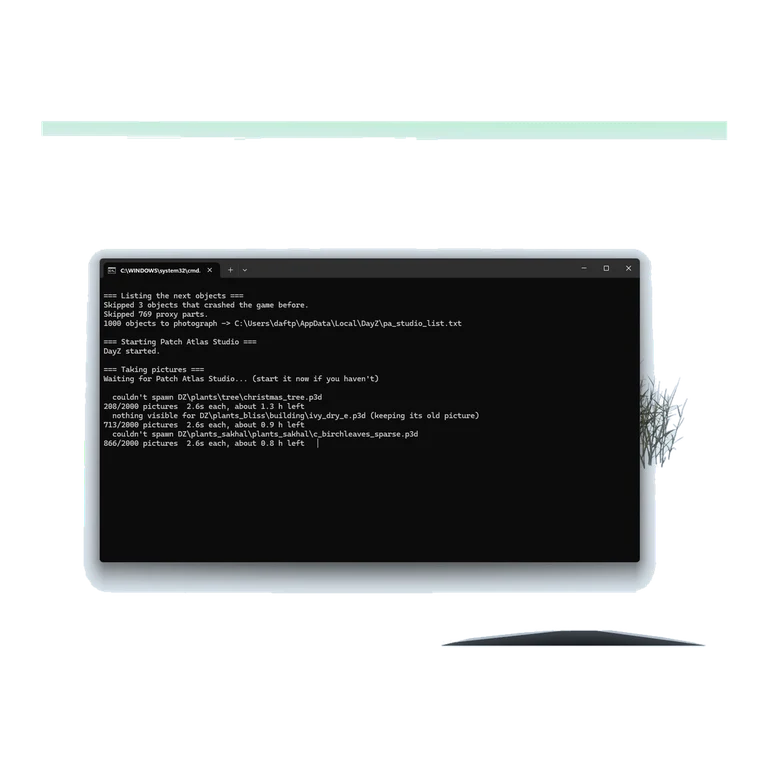 C:\WINDOWS\system32\cmd.
=== Listing the next objects ===
Skipped 3 objects that crashed the game before.
Skipped 769 proxy parts.
1000 objects to photograph -> C:\Users\daftp\AppData\Local\DayZ\pa_studio_list.txt
=== Starting Patch Atlas Studio ===
DayZ started.
=== Taking pictures ===
Waiting for Patch Atlas Studio... (start it now if you haven't)
couldn't spawn DZ\plants\tree\christmas_tree.p3d
208/2000 pictures  2.6s each, about 1.3 h left
nothing visible for DZ\plants_bliss\building\ivy_dry_e.p3d (keeping its old picture)
713/2000 pictures  2.6s each, about 0.9 h left
couldn't spawn DZ\plants_sakhal\plants_sakhal\c_birchleaves_sparse.p3d
866/2000 pictures  2.6s each, about 0.8 h left